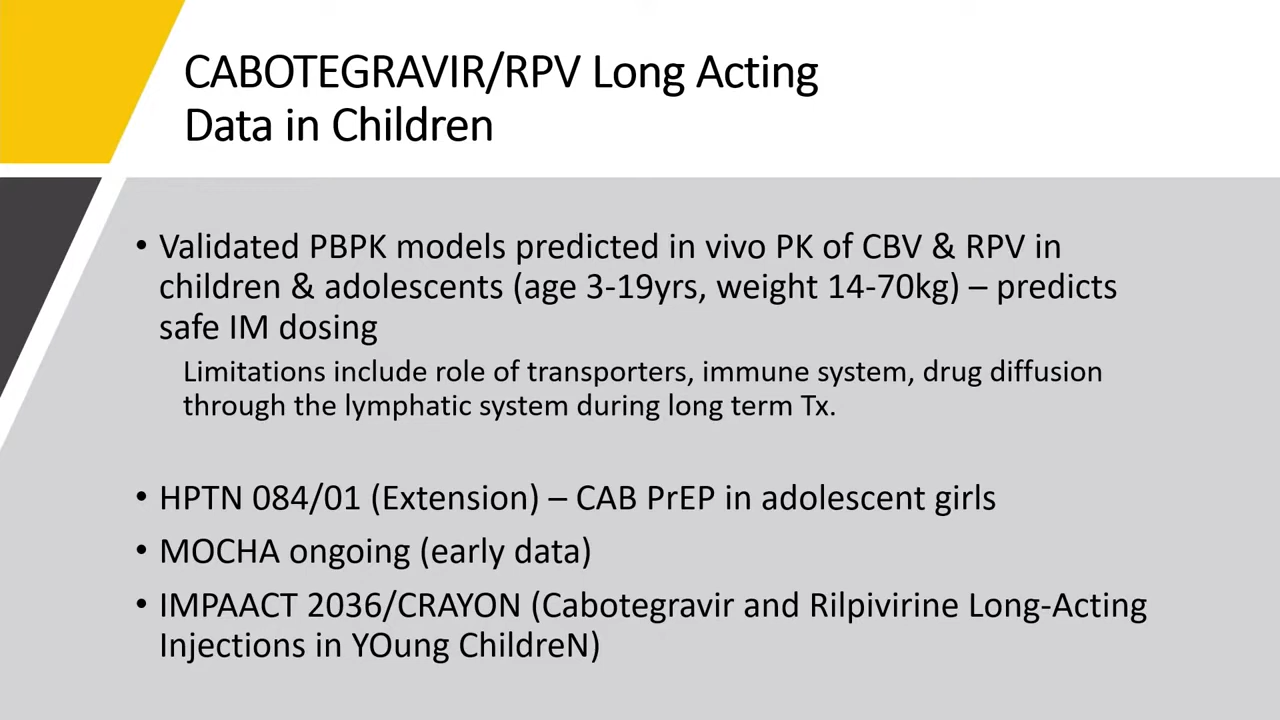 CABOTEGRAVIR/RPV Long Acting
Data in Children
• Validated PBPK models predicted in vivo PK of CBV & RPV in
children & adolescents (age 3-19yrs, weight 14-70kg) – predicts
safe IM dosing
Limitations include role of transporters, immune system, drug diffusion
through the lymphatic system during long term Tx.
• HPTN 084/01 (Extension) – CAB PrEP in adolescent girls
• MOCHA ongoing (early data)
• IMPAACT 2036/CRAYON (Cabotegravir and Rilpivirine Long-Acting
Injections in YOung ChildreN)